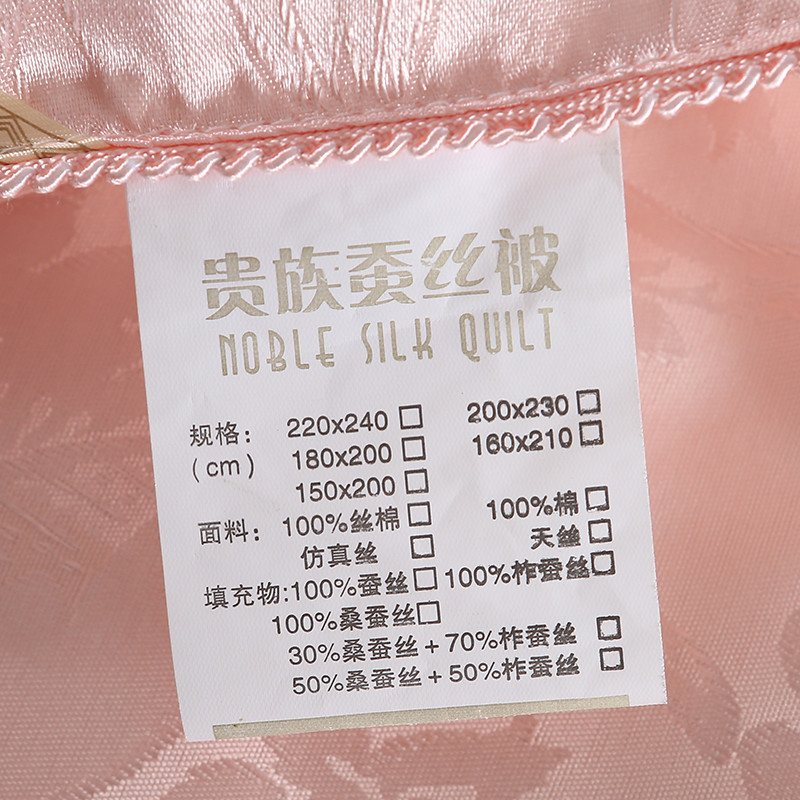 贵族蚕丝被
NOBLE SILK QUILT
规格: 220x240 □ 200x230 □
(cm) 180x200 □ 160x210 □
150x200 □
面料: 100%丝棉 □ 100%棉 □
仿真丝 □ 天丝 □
填充物:100%蚕丝 □ 100%柞蚕丝 □
100%桑蚕丝 □
30%桑蚕丝+70%柞蚕丝 □
50%桑蚕丝+50%柞蚕丝 □